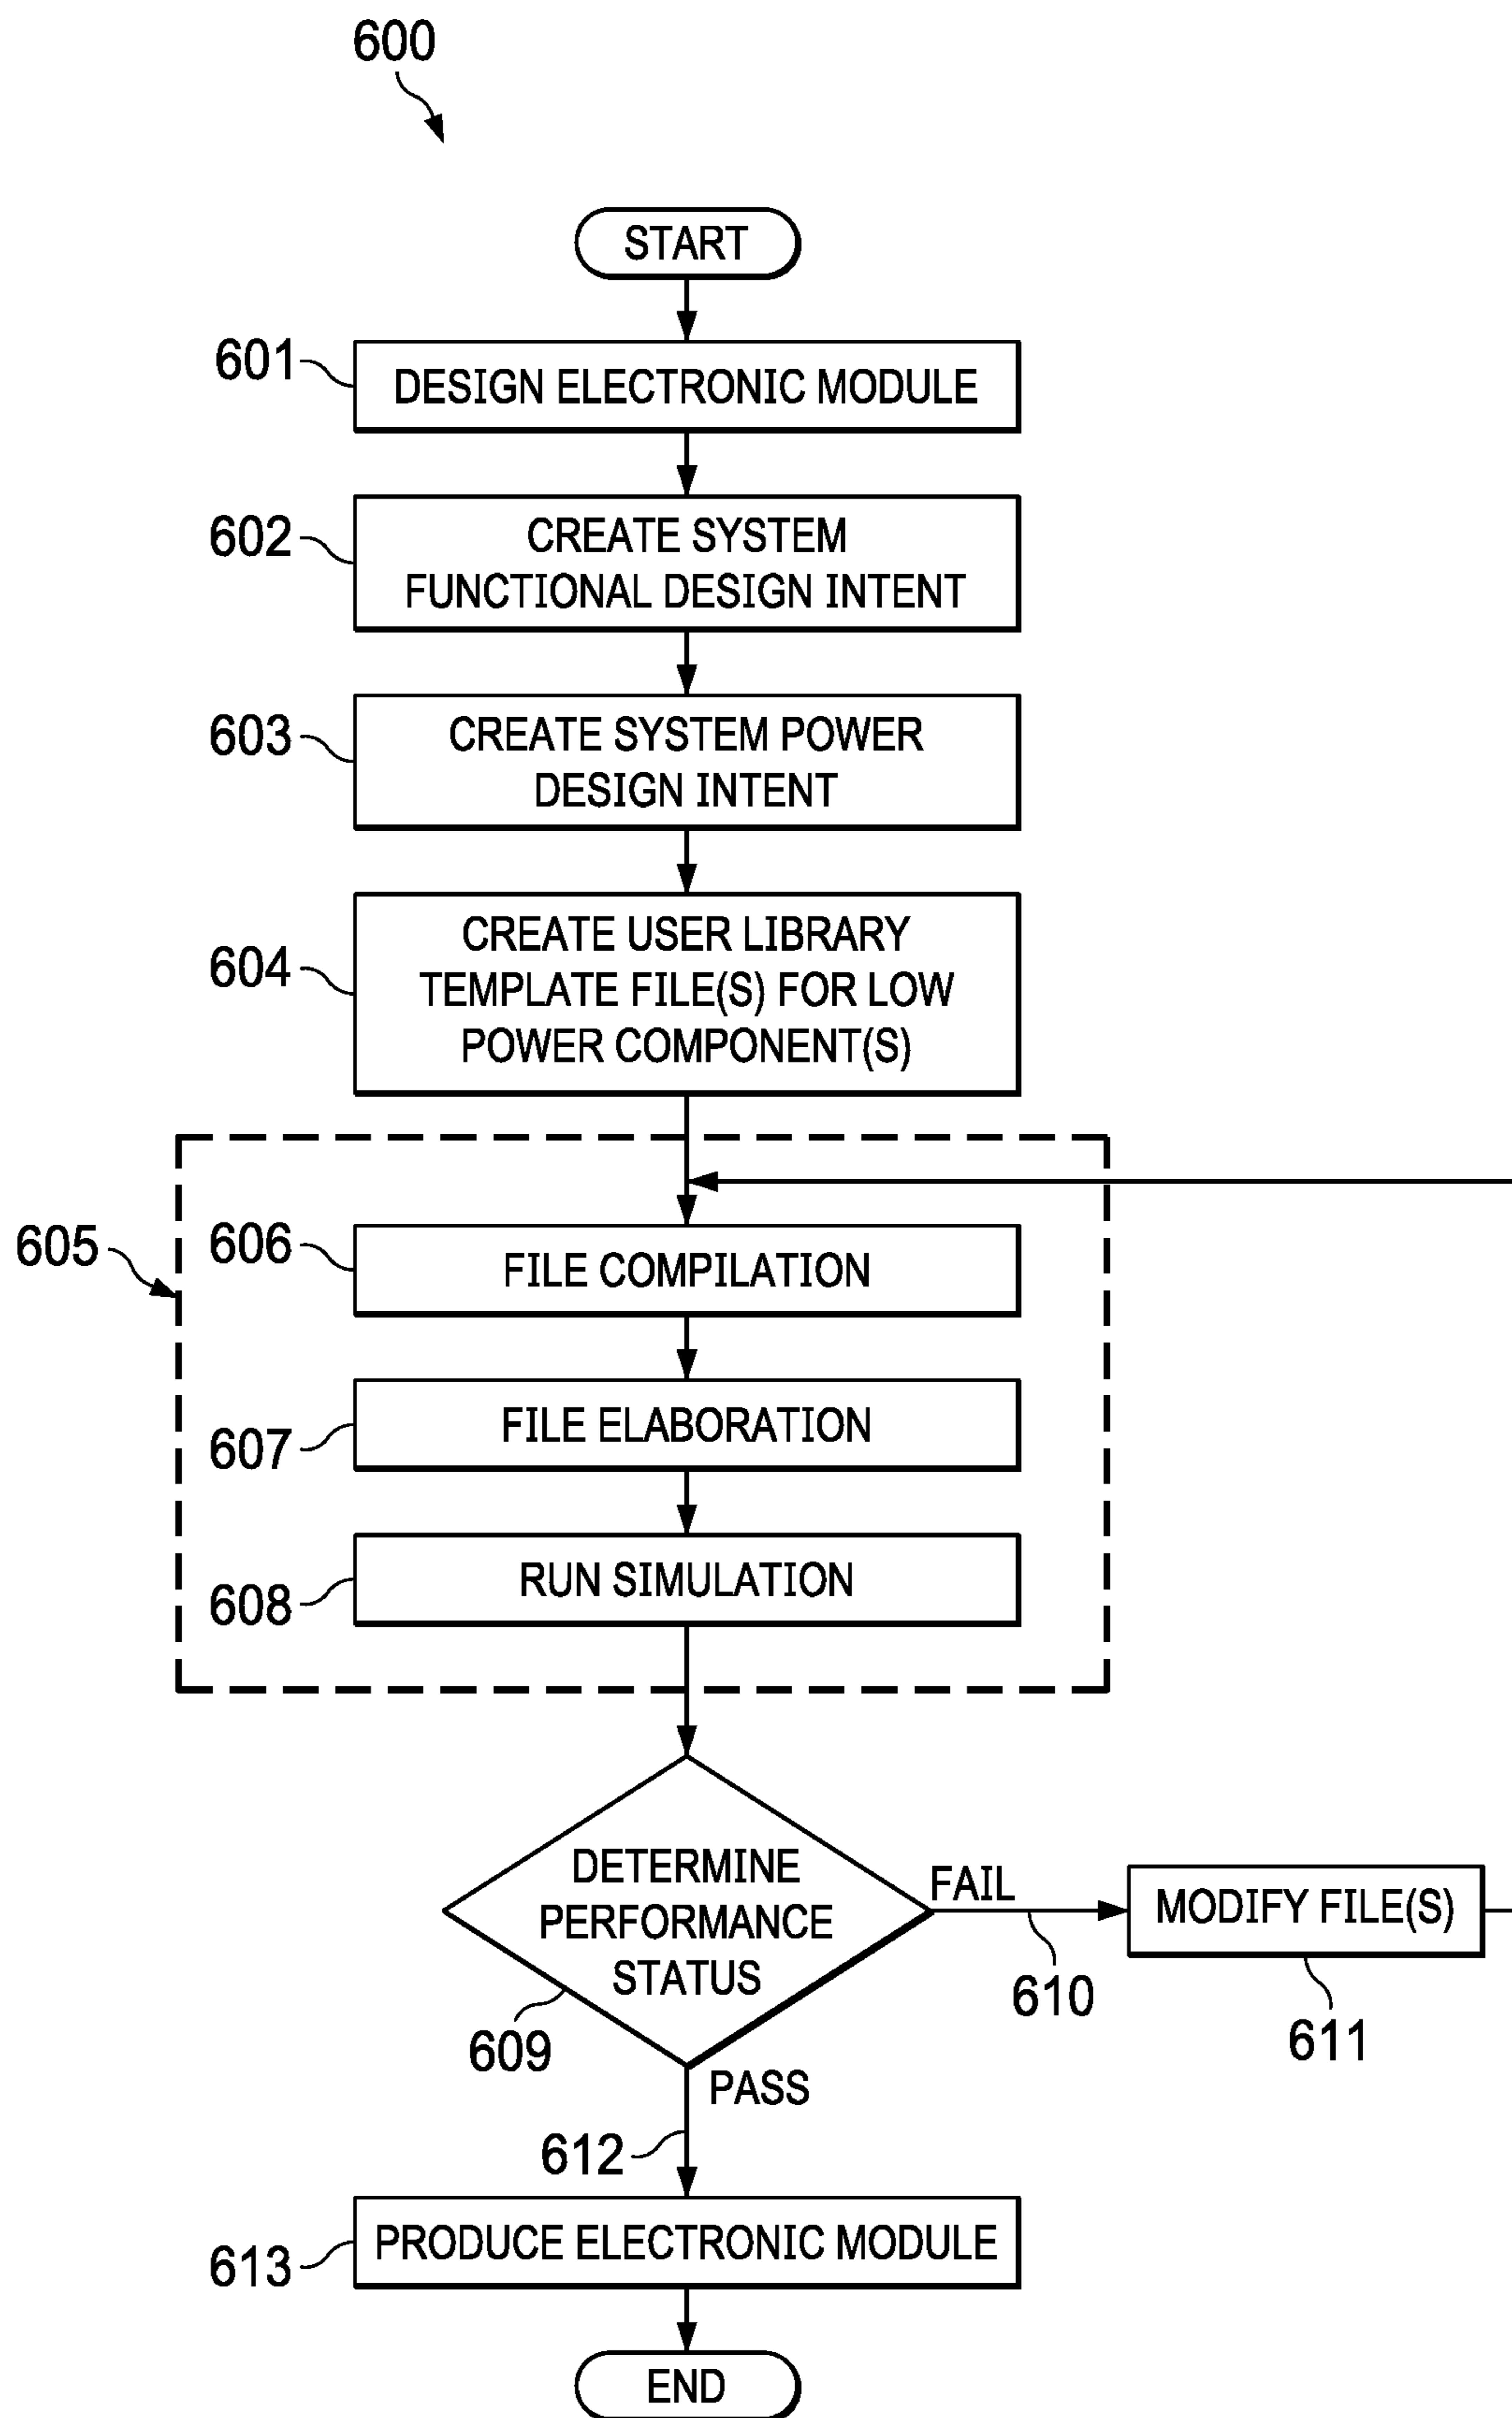 600
START
601
DESIGN ELECTRONIC MODULE
602
CREATE SYSTEM
FUNCTIONAL DESIGN INTENT
603
CREATE SYSTEM POWER
DESIGN INTENT
604
CREATE USER LIBRARY
TEMPLATE FILE(S) FOR LOW
POWER COMPONENT(S)
605
606
FILE COMPILATION
607
FILE ELABORATION
608
RUN SIMULATION
DETERMINE
PERFORMANCE
STATUS
609
FAIL
610
MODIFY FILE(S)
611
PASS
612
613
PRODUCE ELECTRONIC MODULE
END